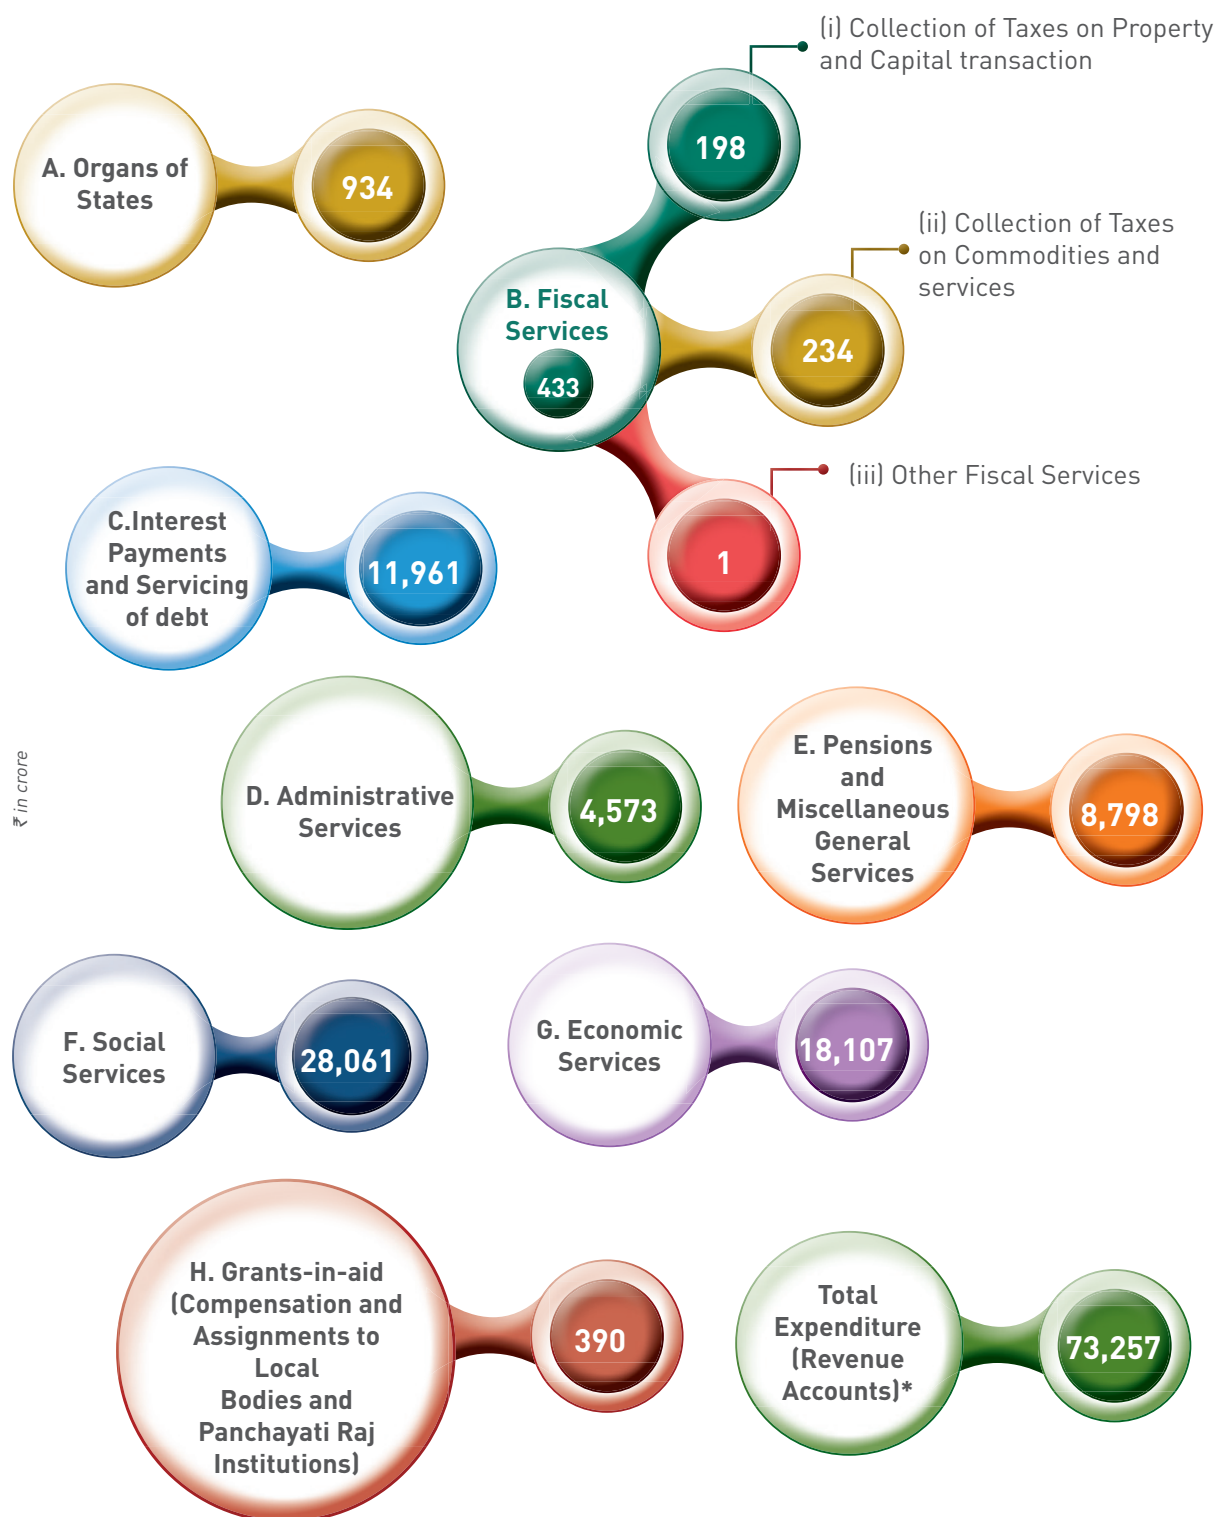 (i) Collection of Taxes on Property
and Capital transaction
198
A. Organs of
States
934
(ii) Collection of Taxes
on Commodities and
services
234
B. Fiscal
Services
433
(iii) Other Fiscal Services
1
C.Interest
Payments
and Servicing
of debt
11,961
₹ in crore
D. Administrative
Services
4,573
E. Pensions
and
Miscellaneous
General
Services
8,798
F. Social
Services
28,061
G. Economic
Services
18,107
H. Grants-in-aid
(Compensation and
Assignments to
Local
Bodies and
Panchayati Raj
Institutions)
390
Total
Expenditure
(Revenue
Accounts)*
73,257